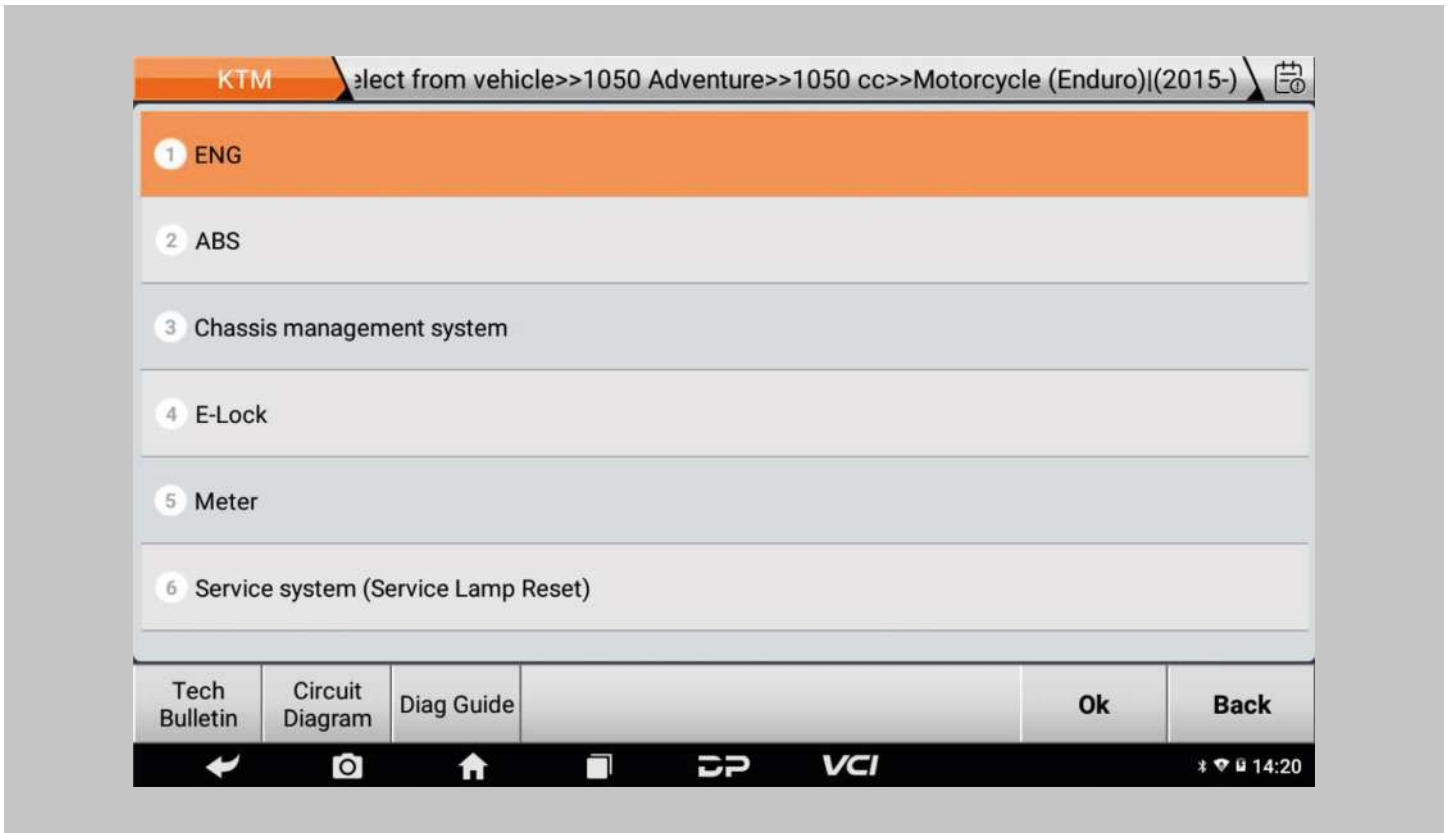 KTM
elect from vehicle>>1050 Adventure>>1050 cc>>Motorcycle (Enduro)|(2015-)
1 ENG
2 ABS
3 Chassis management system
4 E-Lock
5 Meter
6 Service system (Service Lamp Reset)
Tech Bulletin
Circuit Diagram
Diag Guide
Ok
Back
DP
VCI
14:20